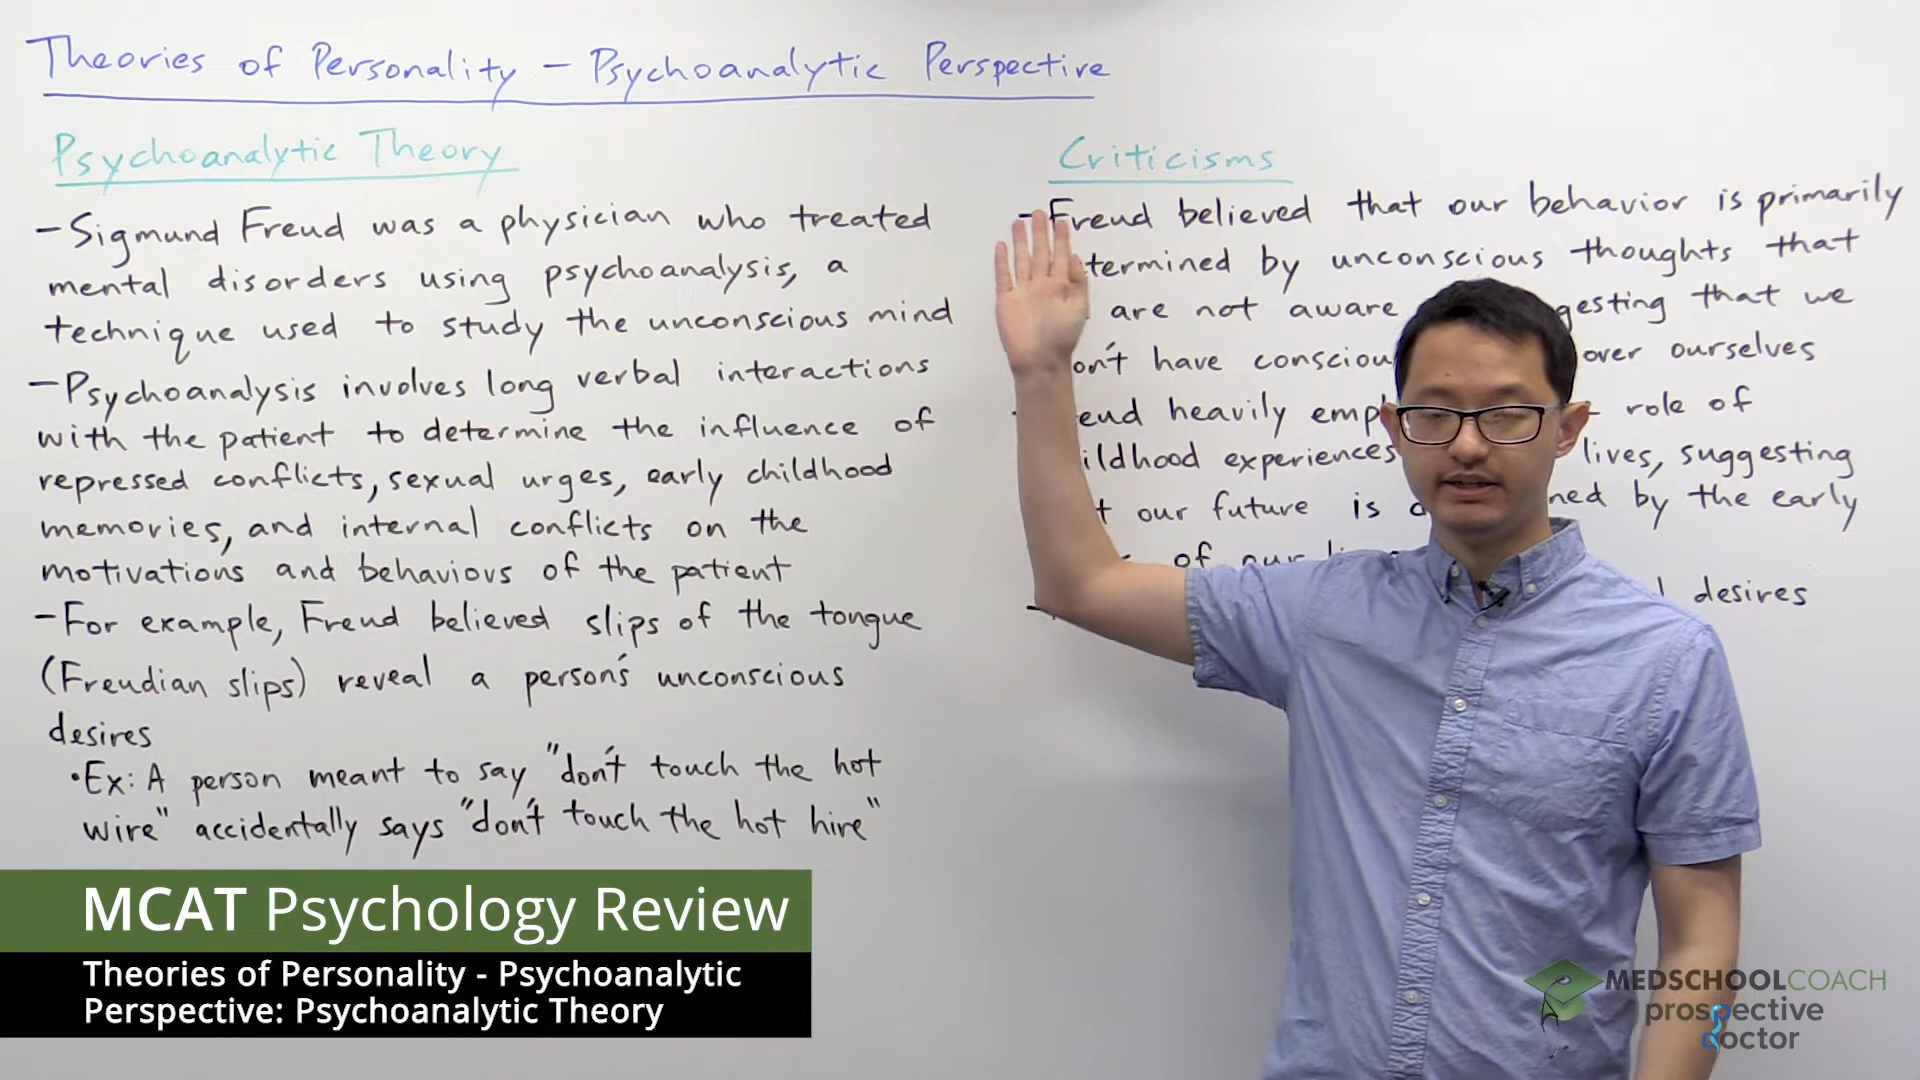 Theories of Personality - Psychoanalytic Perspective
Psychoanalytic Theory
- Sigmund Freud was a physician who treated
mental disorders using psychoanalysis, a
technique used to study the unconscious mind
- Psychoanalysis involves long verbal interactions
with the patient to determine the influence of
repressed conflicts, sexual urges, early childhood
memories, and internal conflicts on the
motivations and behaviors of the patient
- For example, Freud believed slips of the tongue
(Freudian slips) reveal a person's unconscious
desires
• Ex: A person meant to say "don't touch the hot
wire" accidentally says "don't touch the hot hire"
Criticisms
- Freud believed that our behavior is primarily
termined by unconscious thoughts that
are not aware gesting that we
on't have conscious over ourselves
eud heavily emp role of
ildhood experiences lives, suggesting
t our future is ned by the early
of our
desires
MCAT Psychology Review
Theories of Personality - Psychoanalytic
Perspective: Psychoanalytic Theory
MEDSCHOOLCOACH
prospective
doctor